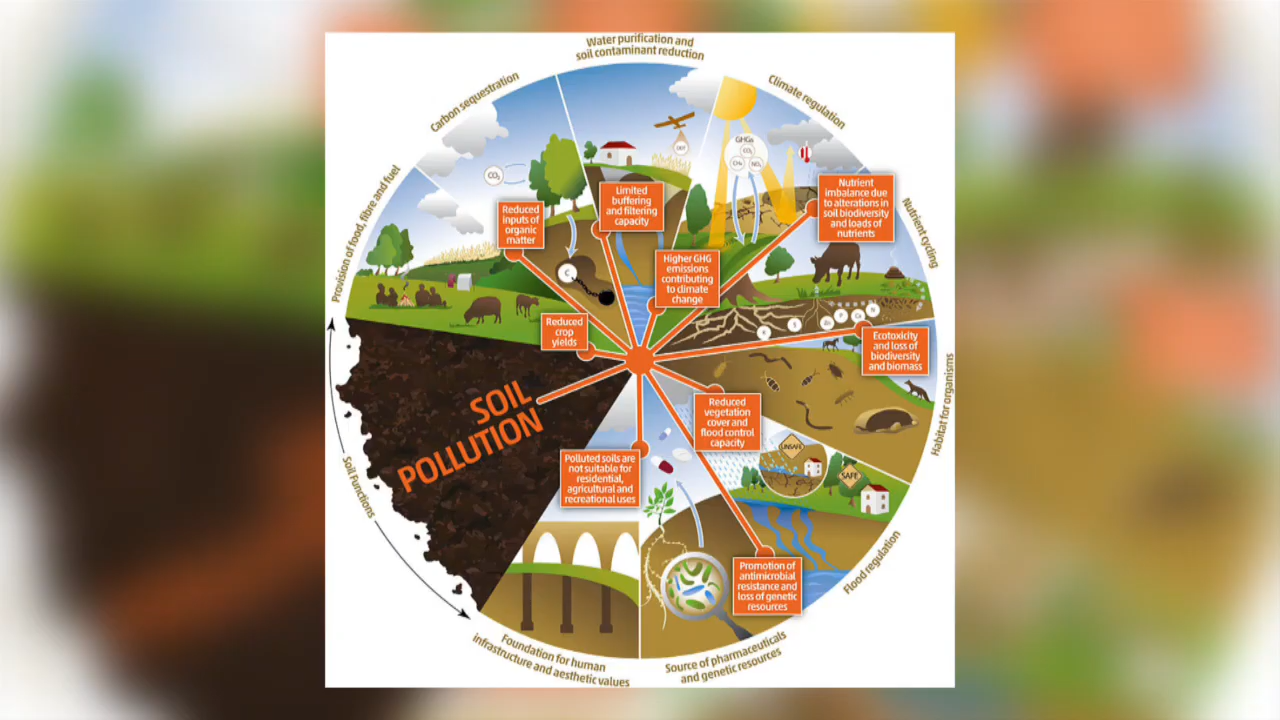 Water purification and
soil contaminant reduction
Carbon sequestration
Climate regulation
Provision of food, fibre and fuel
Nutrient cycling
Habitat for organisms
Flood regulation
Source of pharmaceuticals
and genetic resources
Foundation for human
infrastructure and aesthetic values
Soil Functions
SOIL
POLLUTION
Reduced
inputs of
organic
matter
Limited
buffering
and filtering
capacity
Higher GHG
emissions
contributing
to climate
change
Nutrient
imbalance due
to alterations in
soil biodiversity
and loads of
nutrients
Reduced
crop
yields
Ecotoxicity
and loss of
biodiversity
and biomass
Reduced
vegetation
cover and
flood control
capacity
Polluted soils are
not suitable for
residential,
agricultural and
recreational uses
Promotion of
antimicrobial
resistance and
loss of genetic
resources
CO₂
C
DDT
GHGs
CO₂
CH₄
UNSAFE
SAFE
S
P
Ca
N